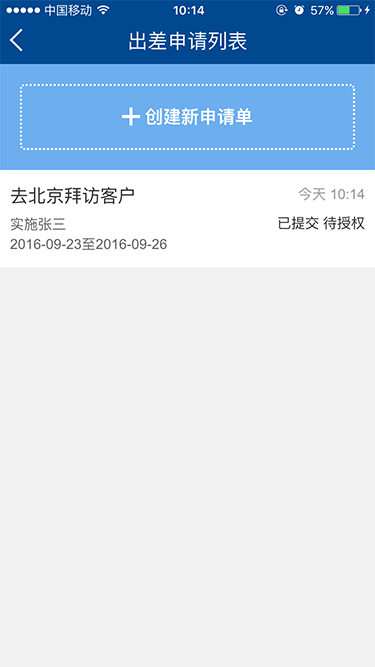 中国移动 10:14 57%
出差申请列表
创建新申请单
去北京拜访客户 今天 10:14
实施张三 已提交 待授权
2016-09-23至2016-09-26